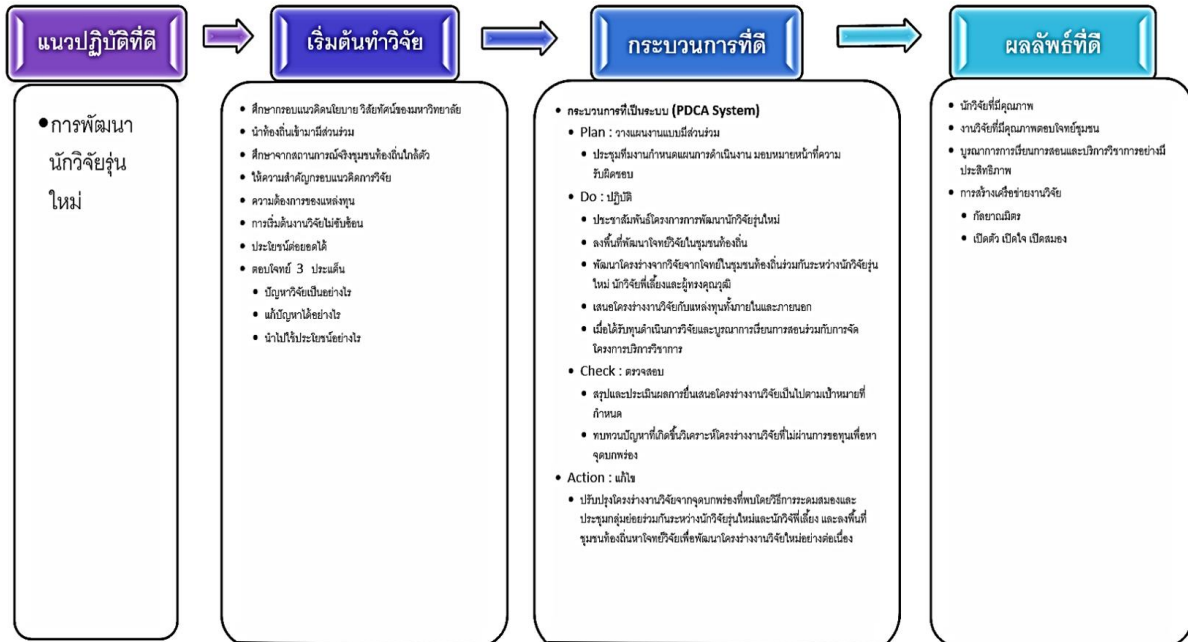 แนวปฏิบัติที่ดี
•การพัฒนา
นักวิจัยรุ่น
ใหม่
เริ่มต้นทำวิจัย
• ศึกษากรอบแนวคิดนโยบาย วิสัยทัศน์ของมหาวิทยาลัย
• นำท้องถิ่นเข้ามามีส่วนร่วม
• ศึกษาจากสถานการณ์จริงชุมชนท้องถิ่นใกล้ตัว
• ให้ความสำคัญกรอบแนวคิดการวิจัย
• ความต้องการของแหล่งทุน
• การเริ่มต้นงานวิจัยไม่ซับซ้อน
• ประโยชน์ต่อยอดได้
• ตอบโจทย์ 3 ประเด็น
• ปัญหาวิจัยเป็นอย่างไร
• แก้ปัญหาได้อย่างไร
• นำไปใช้ประโยชน์อย่างไร
กระบวนการที่ดี
• กระบวนการที่เป็นระบบ (PDCA System)
• Plan : วางแผนงานแบบมีส่วนร่วม
• ประชุมทีมงานกำหนดแผนการดำเนินงาน มอบหมายหน้าที่ความ
รับผิดชอบ
• Do : ปฏิบัติ
• ประชาสัมพันธ์โครงการการพัฒนานักวิจัยรุ่นใหม่
• ลงพื้นที่พัฒนาโจทย์วิจัยในชุมชนท้องถิ่น
• พัฒนาโครงร่างจากวิจัยจากโจทย์ในชุมชนท้องถิ่นร่วมกันระหว่างนักวิจัยรุ่น
ใหม่ นักวิจัยพี่เลี้ยงและผู้ทรงคุณวุฒิ
• เสนอโครงร่างงานวิจัยกับแหล่งทุนทั้งภายในและภายนอก
• เมื่อได้รับทุนดำเนินการวิจัยและบูรณาการเรียนการสอนร่วมกับการจัด
โครงการบริการวิชาการ
• Check : ตรวจสอบ
• สรุปและประเมินผลการยื่นเสนอโครงร่างงานวิจัยเป็นไปตามเป้าหมายที่
กำหนด
• ทบทวนปัญหาที่เกิดขึ้นวิเคราะห์โครงร่างงานวิจัยที่ไม่ผ่านการขอทุนเพื่อหา
จุดบกพร่อง
• Action : แก้ไข
• ปรับปรุงโครงร่างงานวิจัยจากจุดบกพร่องที่พบโดยวิธีการระดมสมองและ
ประชุมกลุ่มย่อยร่วมกันระหว่างนักวิจัยรุ่นใหม่และนักวิจัพี่เลี้ยง และลงพื้นที่
ชุมชนท้องถิ่นหาโจทย์วิจัยเพื่อพัฒนาโครงร่างงานวิจัยใหม่อย่างต่อเนื่อง
ผลลัพธ์ที่ดี
• นักวิจัยที่มีคุณภาพ
• งานวิจัยที่มีคุณภาพตอบโจทย์ชุมชน
• บูรณาการการเรียนการสอนและบริการวิชาการอย่างมี
ประสิทธิภาพ
• การสร้างเครือข่ายงานวิจัย
• กัลยาณมิตร
• เปิดตัว เปิดใจ เปิดสมอง